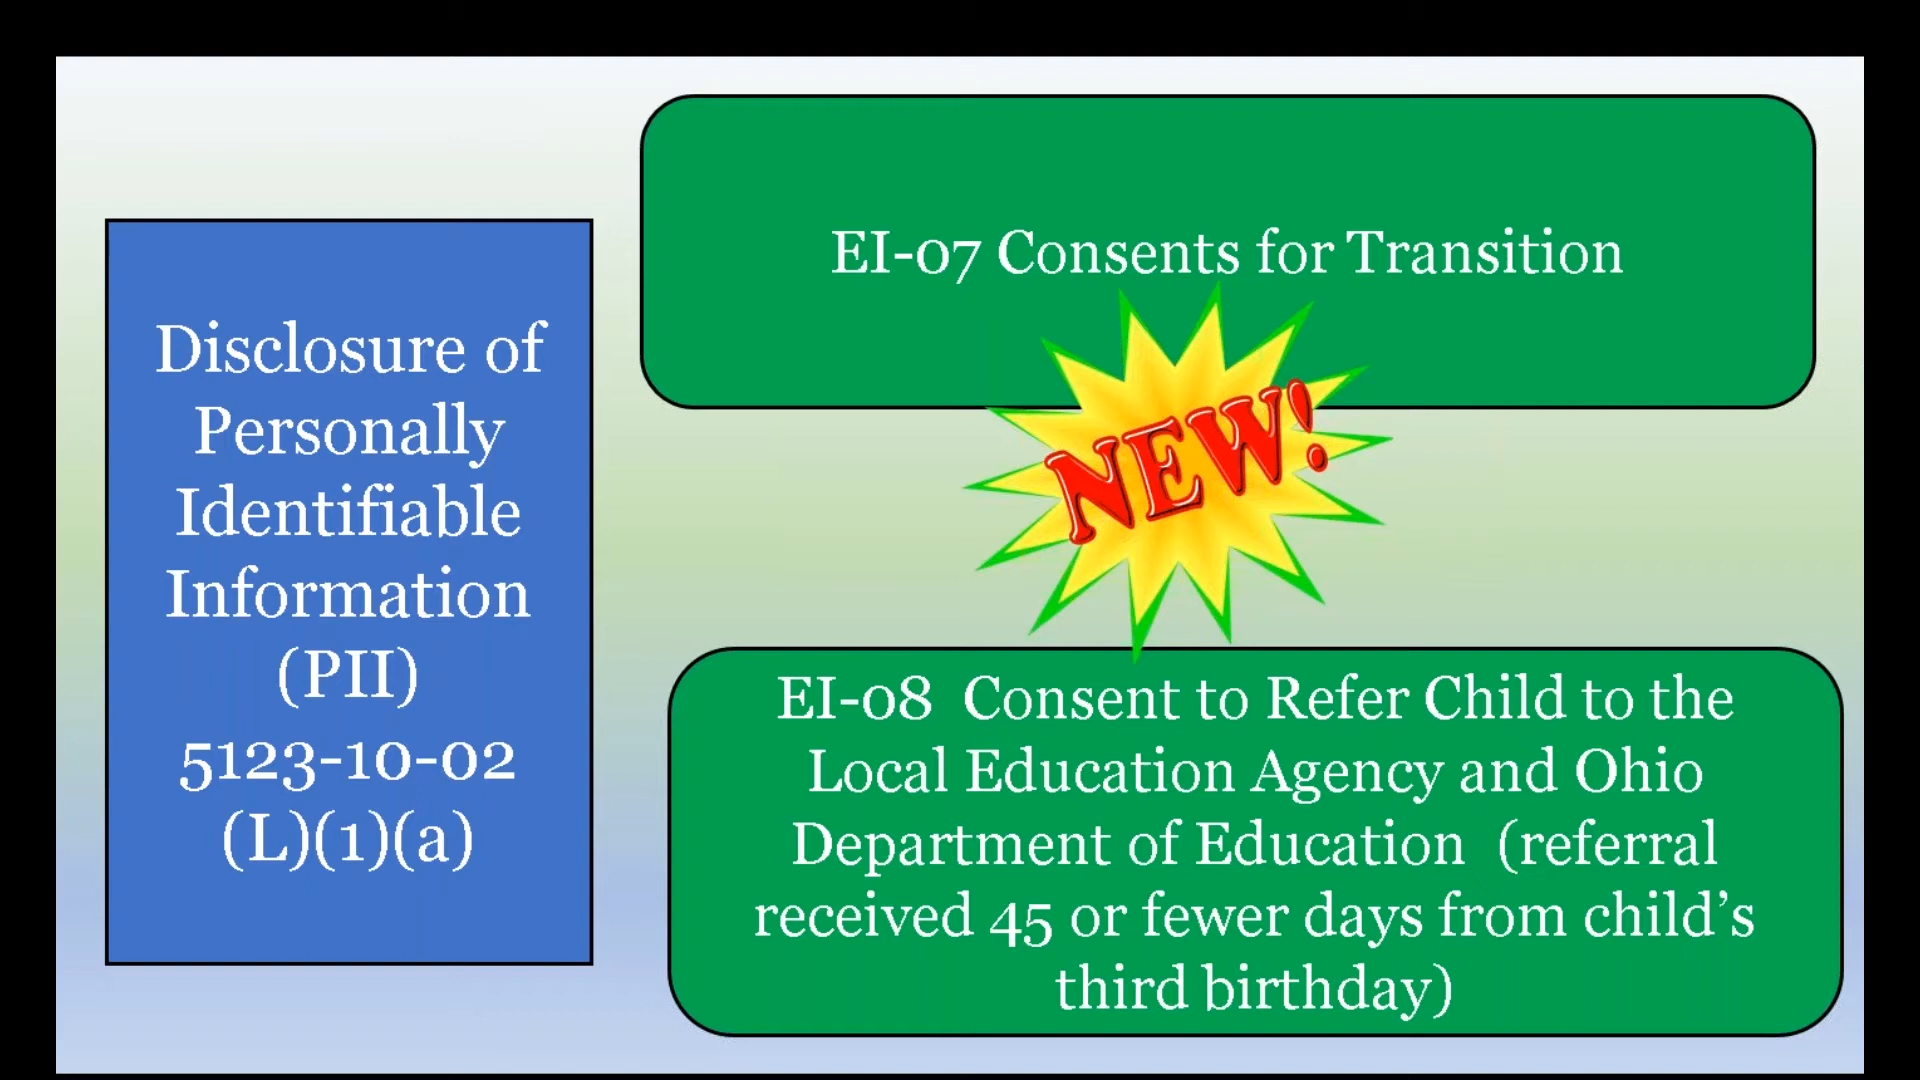 Disclosure of
Personally
Identifiable
Information
(PII)
5123-10-02
(L)(1)(a)
EI-07 Consents for Transition
NEW!
EI-08  Consent to Refer Child to the
Local Education Agency and Ohio
Department of Education  (referral
received 45 or fewer days from child’s
third birthday)